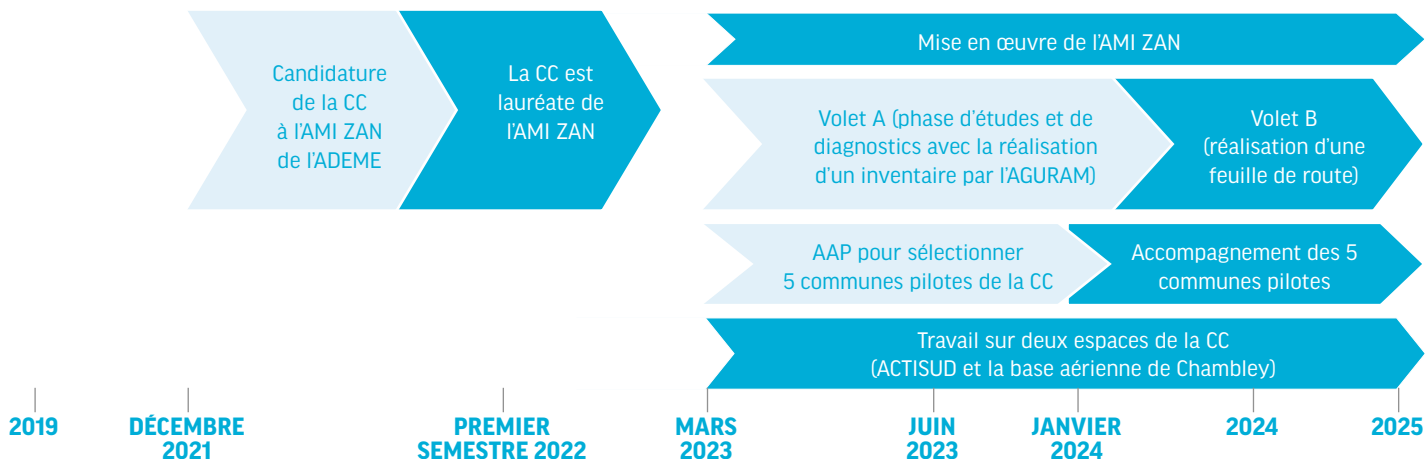 Candidature
de la CC
à l'AMI ZAN
de l'ADEME
La CC est
lauréate de
l'AMI ZAN
Mise en œuvre de l'AMI ZAN
Volet A (phase d'études et de
diagnostics avec la réalisation
d'un inventaire par l'AGURAM)
Volet B
(réalisation d'une
feuille de route)
AAP pour sélectionner
5 communes pilotes de la CC
Accompagnement des 5
communes pilotes
Travail sur deux espaces de la CC
(ACTISUD et la base aérienne de Chambley)
2019
DÉCEMBRE
2021
PREMIER
SEMESTRE 2022
MARS
2023
JUIN
2023
JANVIER
2024
2024
2025